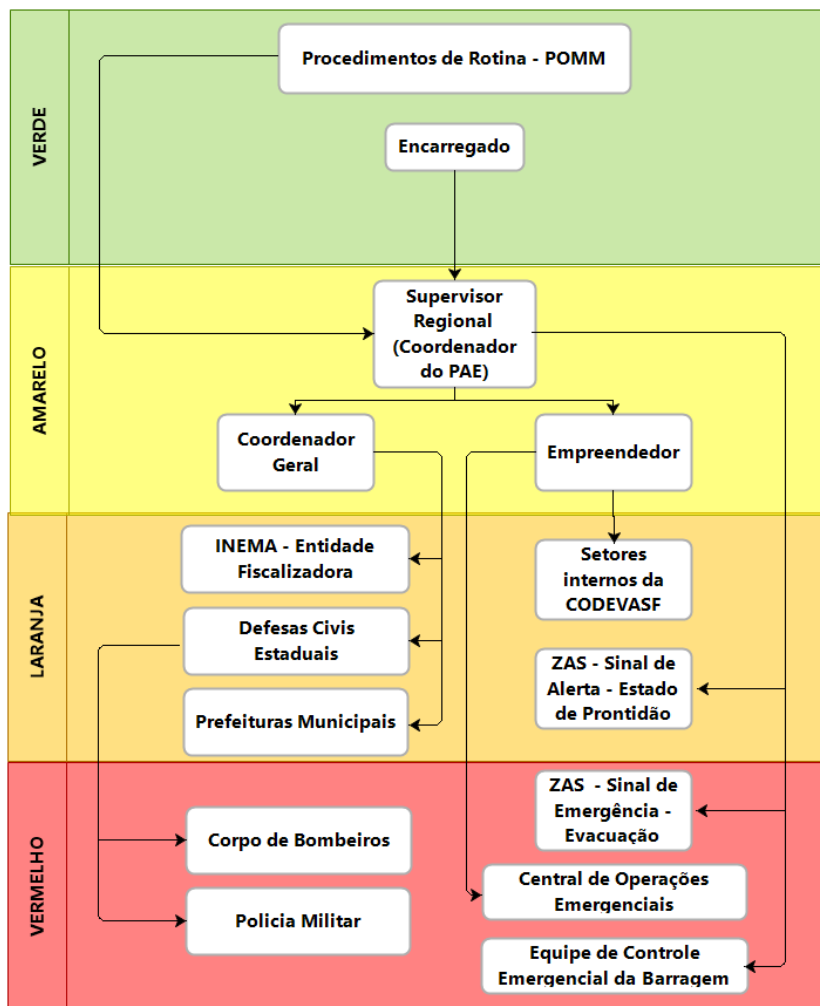 VERDE
Procedimentos de Rotina - POMM
Encarregado
AMARELO
Supervisor
Regional
(Coordenador
do PAE)
Coordenador
Geral
Empreendedor
LARANJA
INEMA - Entidade
Fiscalizadora
Setores
internos da
CODEVASF
Defesas Civis
Estaduais
ZAS - Sinal de
Alerta - Estado
de Prontidão
Prefeituras Municipais
VERMELHO
ZAS - Sinal de
Emergência -
Evacuação
Corpo de Bombeiros
Central de Operações
Emergenciais
Policia Militar
Equipe de Controle
Emergencial da Barragem